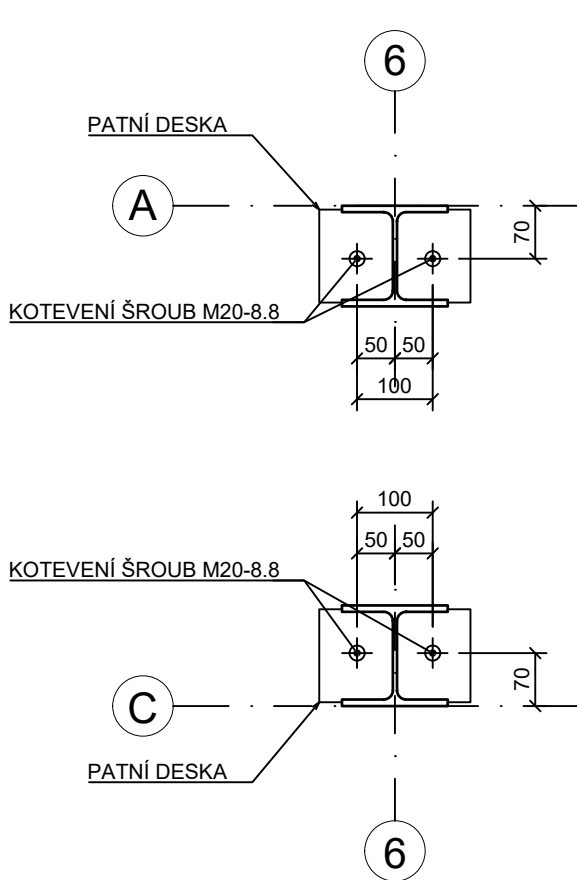 6
PATNÍ DESKA
A
70
KOTEVENÍ ŠROUB M20-8.8
50 50
100
100
50 50
KOTEVENÍ ŠROUB M20-8.8
70
C
PATNÍ DESKA
6